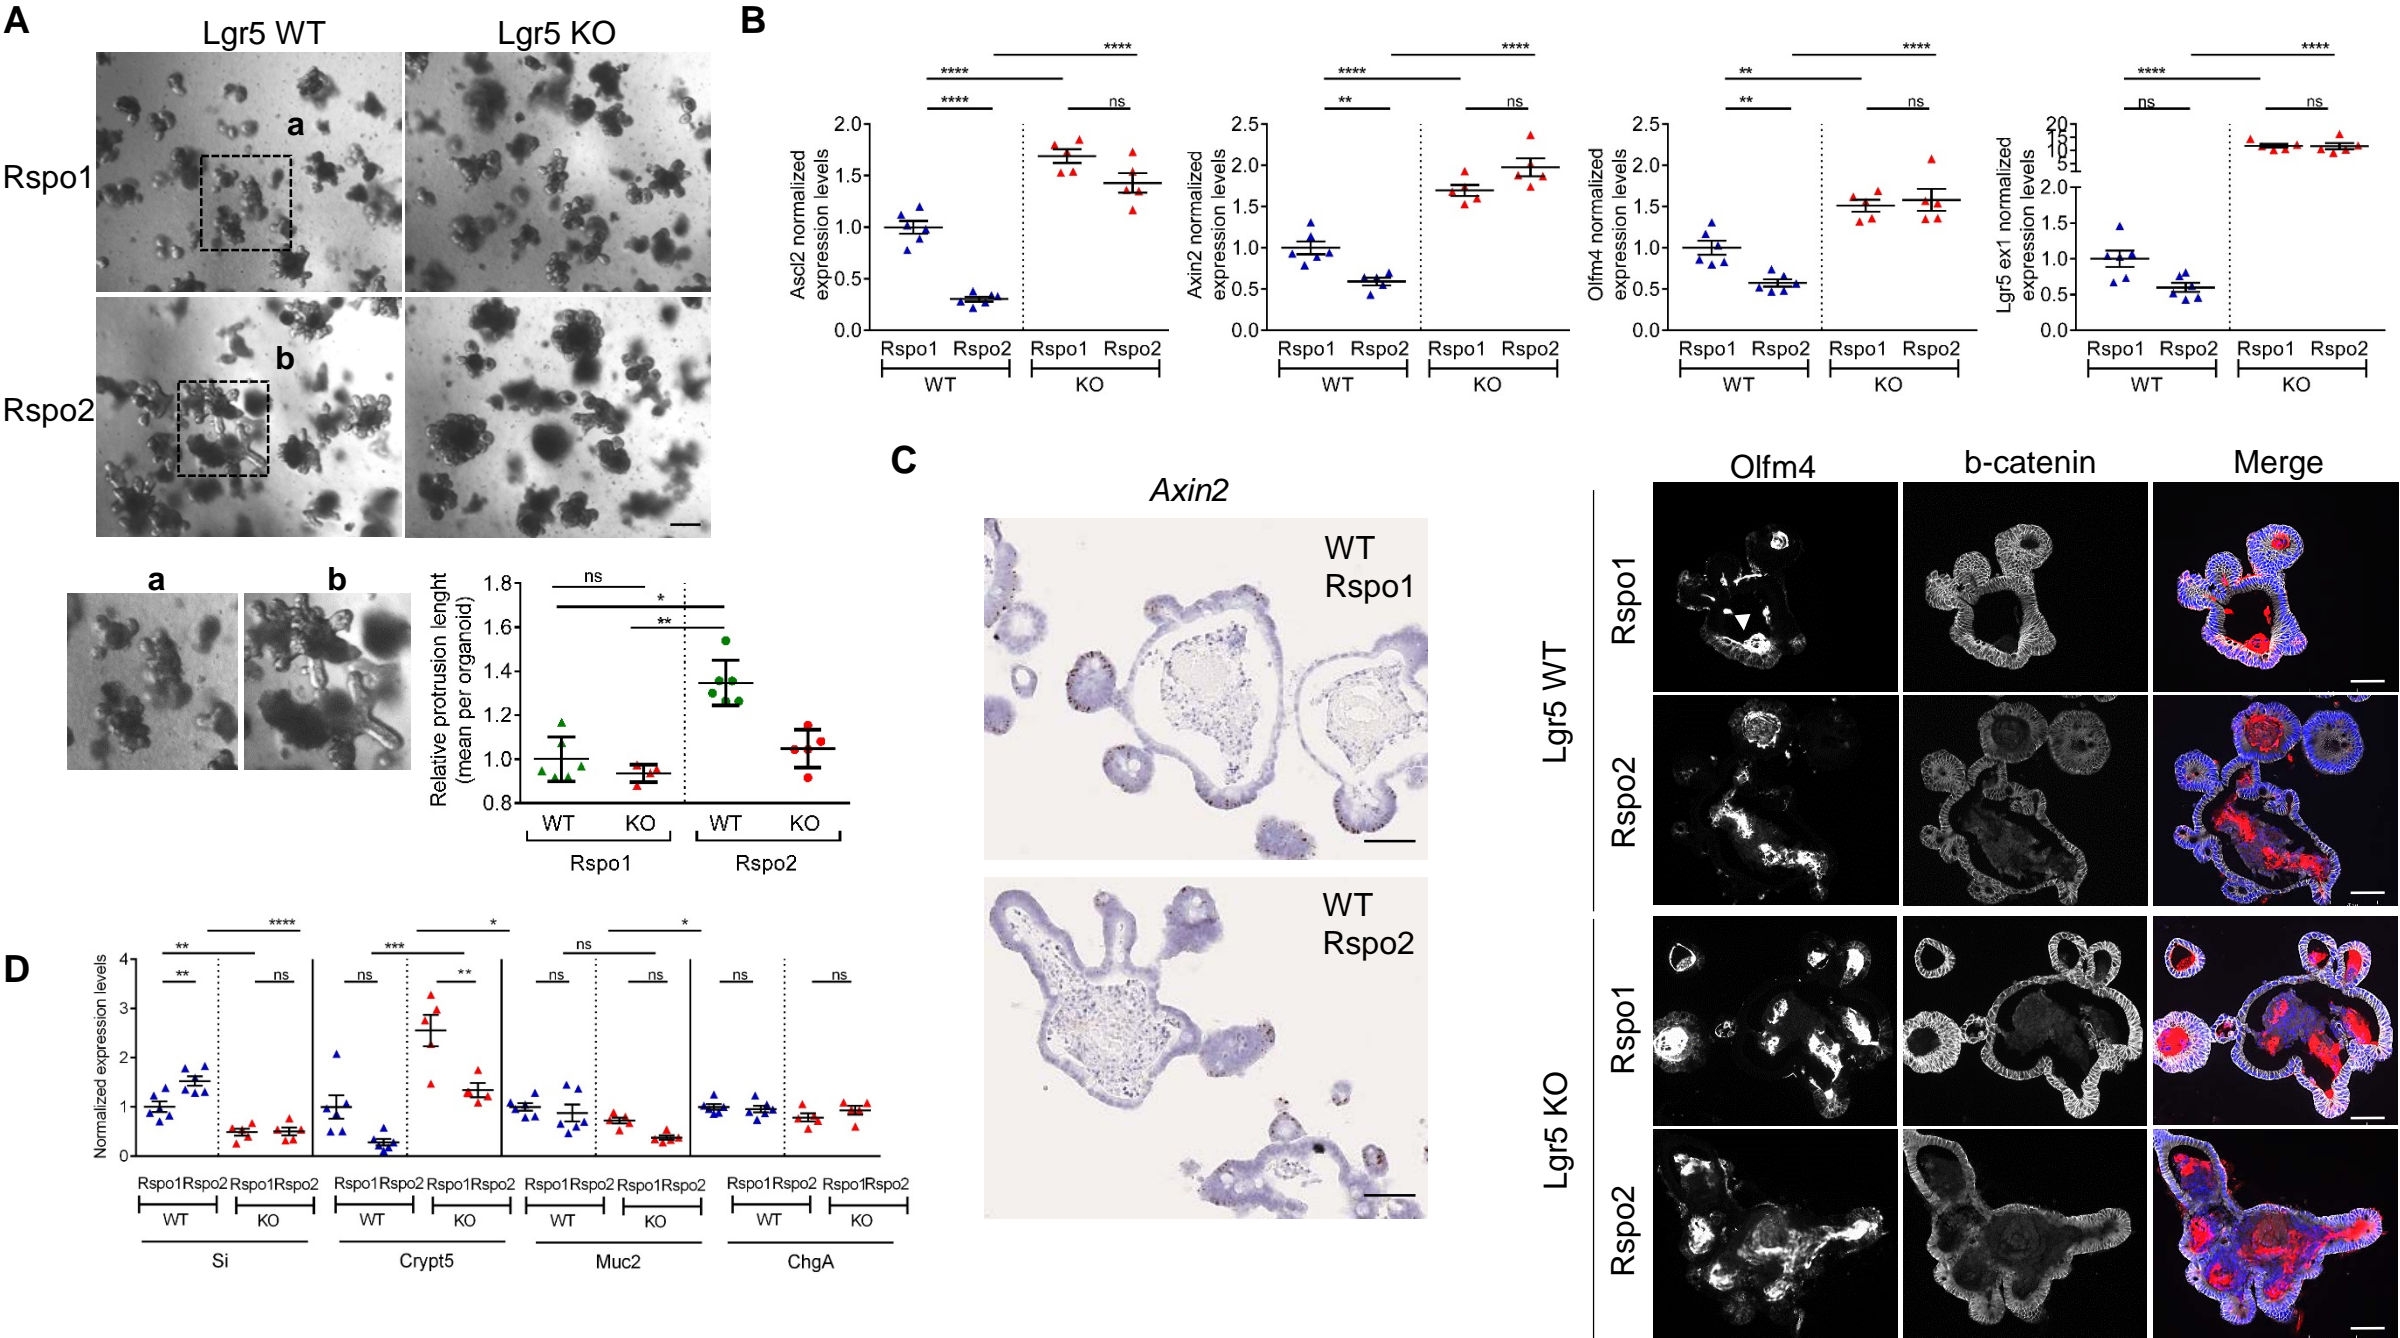 A
Lgr5 WT
Lgr5 KO
Rspo1
a
Rspo2
b
a
b
Relative protrusion lenght
(mean per organoid)
1.8
1.6
1.4
1.2
1.0
0.8
ns
*
**
WT
KO
WT
KO
Rspo1
Rspo2
B
****
****
****
ns
Ascl2 normalized
expression levels
2.0
1.5
1.0
0.5
0.0
Rspo1
Rspo2
Rspo1
Rspo2
WT
KO
****
****
**
ns
Axin2 normalized
expression levels
2.5
2.0
1.5
1.0
0.5
0.0
Rspo1
Rspo2
Rspo1
Rspo2
WT
KO
****
**
**
ns
Olfm4 normalized
expression levels
2.5
2.0
1.5
1.0
0.5
0.0
Rspo1
Rspo2
Rspo1
Rspo2
WT
KO
****
****
ns
ns
Lgr5 ex1 normalized
expression levels
20
15
10
5
2.0
1.5
1.0
0.5
0.0
Rspo1
Rspo2
Rspo1
Rspo2
WT
KO
C
Axin2
WT
Rspo1
WT
Rspo2
Olfm4
b-catenin
Merge
Lgr5 WT
Rspo1
Rspo2
Lgr5 KO
Rspo1
Rspo2
D
Normalized expression levels
4
3
2
1
0
****
**
**
ns
*
***
ns
**
*
ns
ns
ns
ns
ns
Rspo1Rspo2 Rspo1Rspo2 Rspo1Rspo2 Rspo1Rspo2 Rspo1Rspo2 Rspo1Rspo2 Rspo1Rspo2 Rspo1Rspo2
WT KO WT KO WT KO WT KO
Si Crypt5 Muc2 ChgA